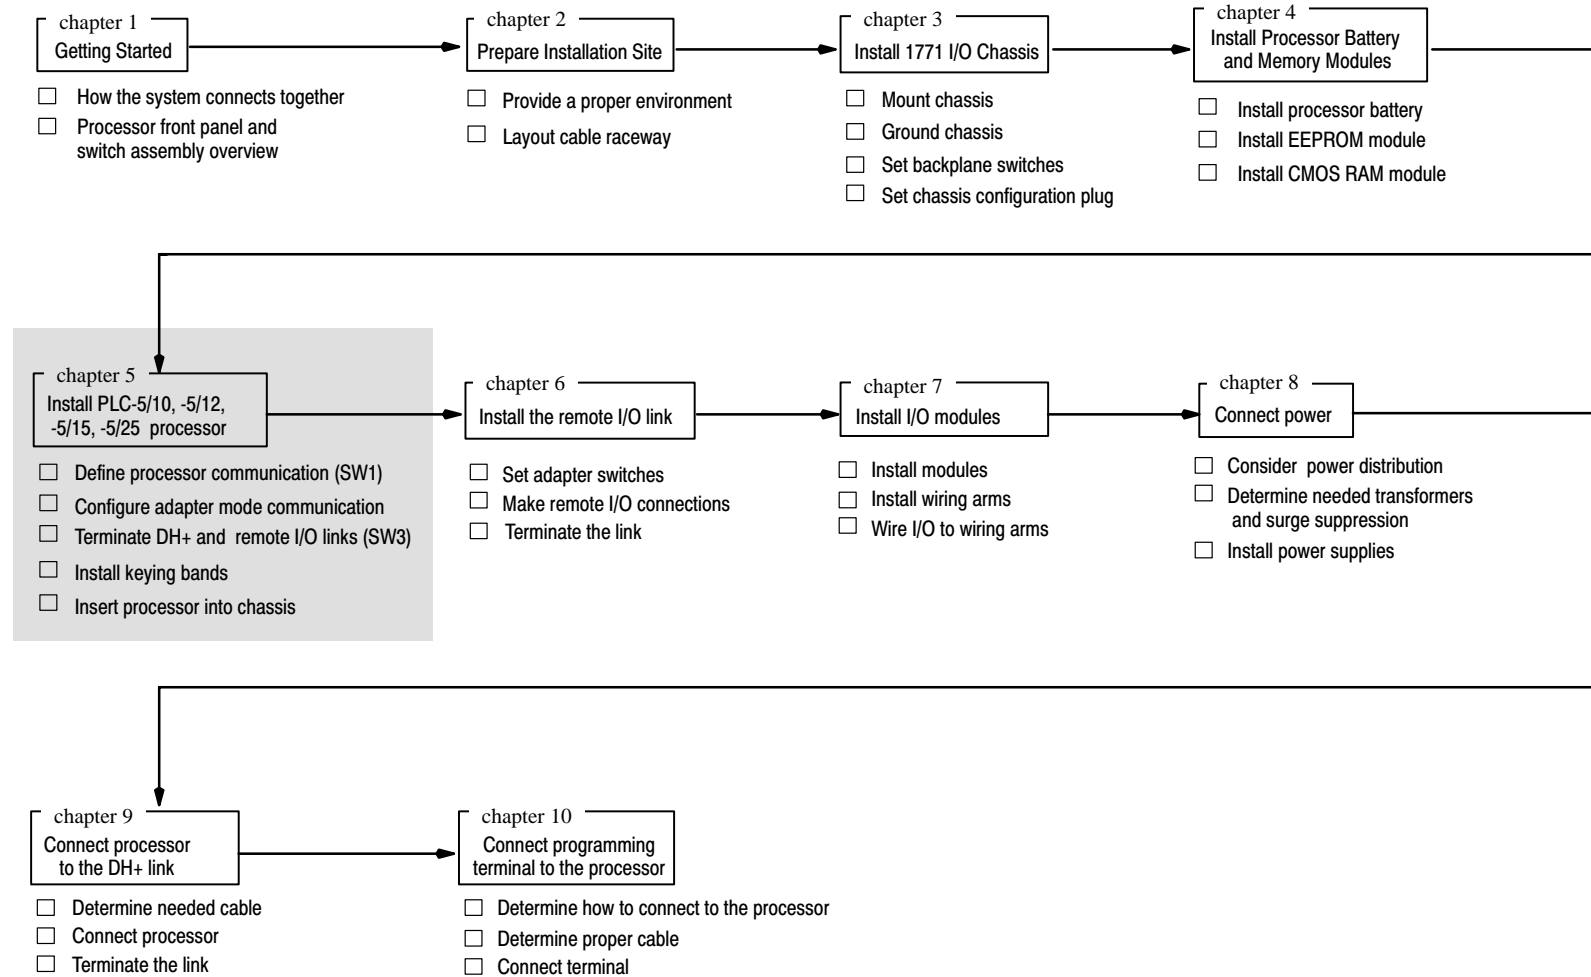 chapter 1
Getting Started
How the system connects together
Processor front panel and
switch assembly overview
chapter 2
Prepare Installation Site
Provide a proper environment
Layout cable raceway
chapter 3
Install 1771 I/O Chassis
Mount chassis
Ground chassis
Set backplane switches
Set chassis configuration plug
chapter 4
Install Processor Battery
and Memory Modules
Install processor battery
Install EEPROM module
Install CMOS RAM module
chapter 5
Install PLC-5/10, -5/12,
-5/15, -5/25 processor
Define processor communication (SW1)
Configure adapter mode communication
Terminate DH+ and remote I/O links (SW3)
Install keying bands
Insert processor into chassis
chapter 6
Install the remote I/O link
Set adapter switches
Make remote I/O connections
Terminate the link
chapter 7
Install I/O modules
Install modules
Install wiring arms
Wire I/O to wiring arms
chapter 8
Connect power
Consider power distribution
Determine needed transformers
and surge suppression
Install power supplies
chapter 9
Connect processor
to the DH+ link
Determine needed cable
Connect processor
Terminate the link
chapter 10
Connect programming
terminal to the processor
Determine how to connect to the processor
Determine proper cable
Connect terminal